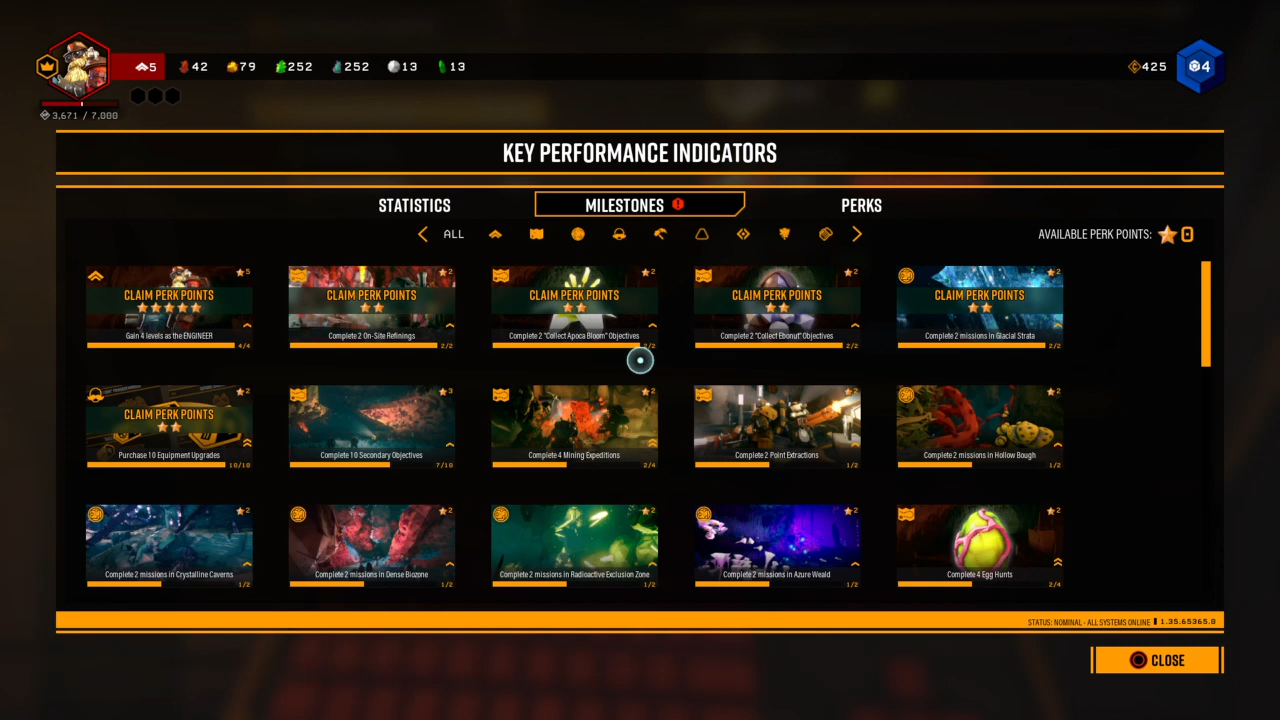 5 42 79 252 252 13 13 425 4
3,671 / 7,000
KEY PERFORMANCE INDICATORS
STATISTICS MILESTONES PERKS
ALL AVAILABLE PERK POINTS: 0
5 2 2 2 2
CLAIM PERK POINTS CLAIM PERK POINTS CLAIM PERK POINTS CLAIM PERK POINTS CLAIM PERK POINTS
Gain 4 levels as the ENGINEER Complete 2 On-Site Refinings Complete 2 "Collect Apoca Bloom" Objectives Complete 2 "Collect Ebonut" Objectives Complete 2 missions in Glacial Strata
4/4 2/2 2/2 2/2 2/2
2 3 2 2 2
CLAIM PERK POINTS
Purchase 10 Equipment Upgrades Complete 10 Secondary Objectives Complete 4 Mining Expeditions Complete 2 Point Extractions Complete 2 missions in Hollow Bough
10/10 7/10 2/4 1/2 1/2
2 2 2 2 2
Complete 2 missions in Crystalline Caverns Complete 2 missions in Dense Biozone Complete 2 missions in Radioactive Exclusion Zone Complete 2 missions in Azure Weald Complete 4 Egg Hunts
1/2 1/2 1/2 1/2 2/4
STATUS: NOMINAL - ALL SYSTEMS ONLINE 1.35.65365.0
CLOSE